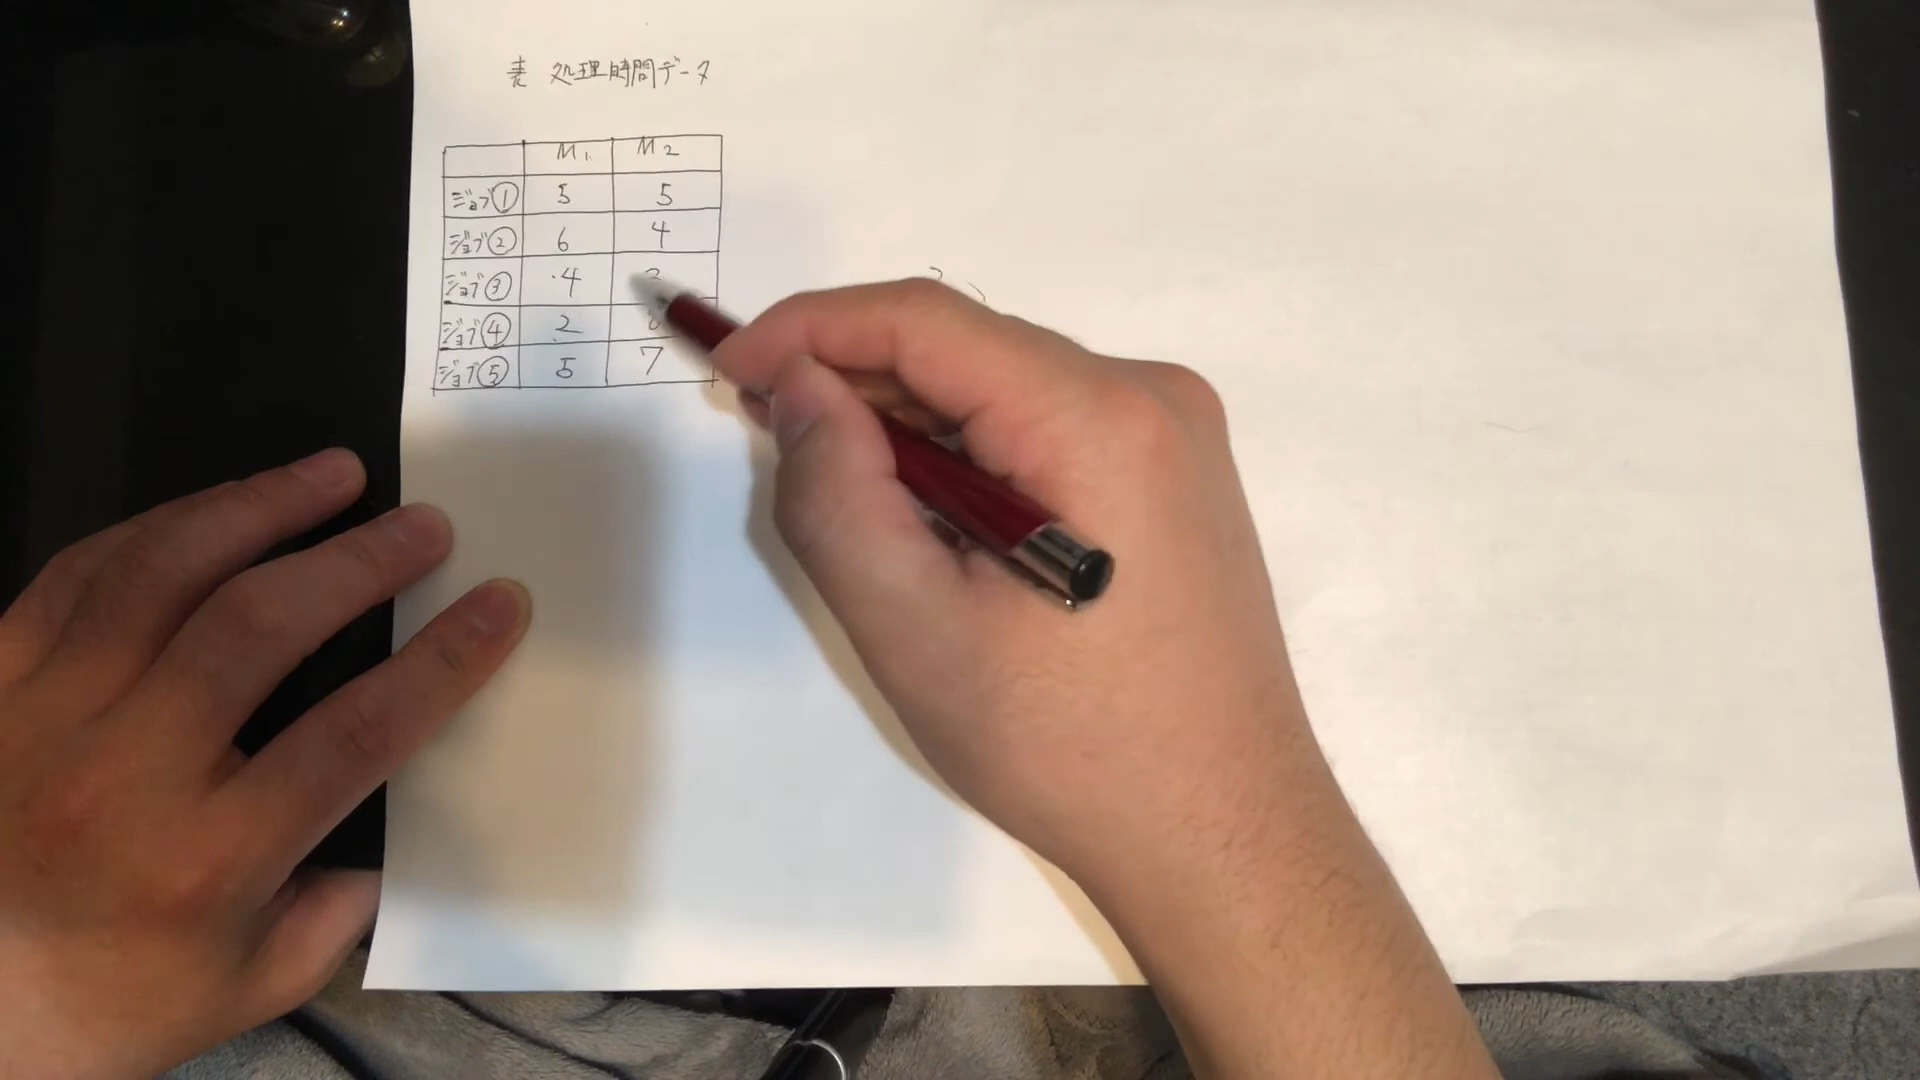 表 処理時間データ
M1 M2
ジョブ① 5 5
ジョブ② 6 4
ジョブ③ 4
ジョブ④ 2
ジョブ⑤ 5 7